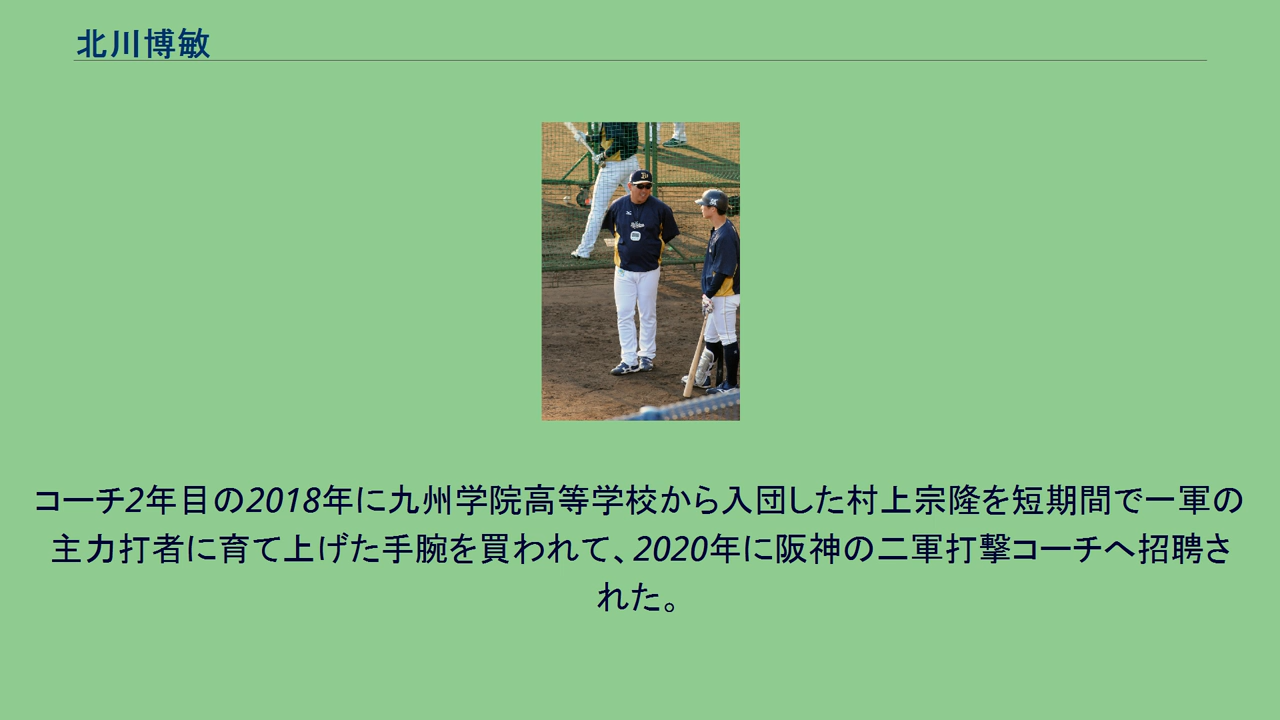 北川博敏
コーチ2年目の2018年に九州学院高等学校から入団した村上宗隆を短期間で一軍の
主力打者に育て上げた手腕を買われて、2020年に阪神の二軍打撃コーチへ招聘さ
れた。